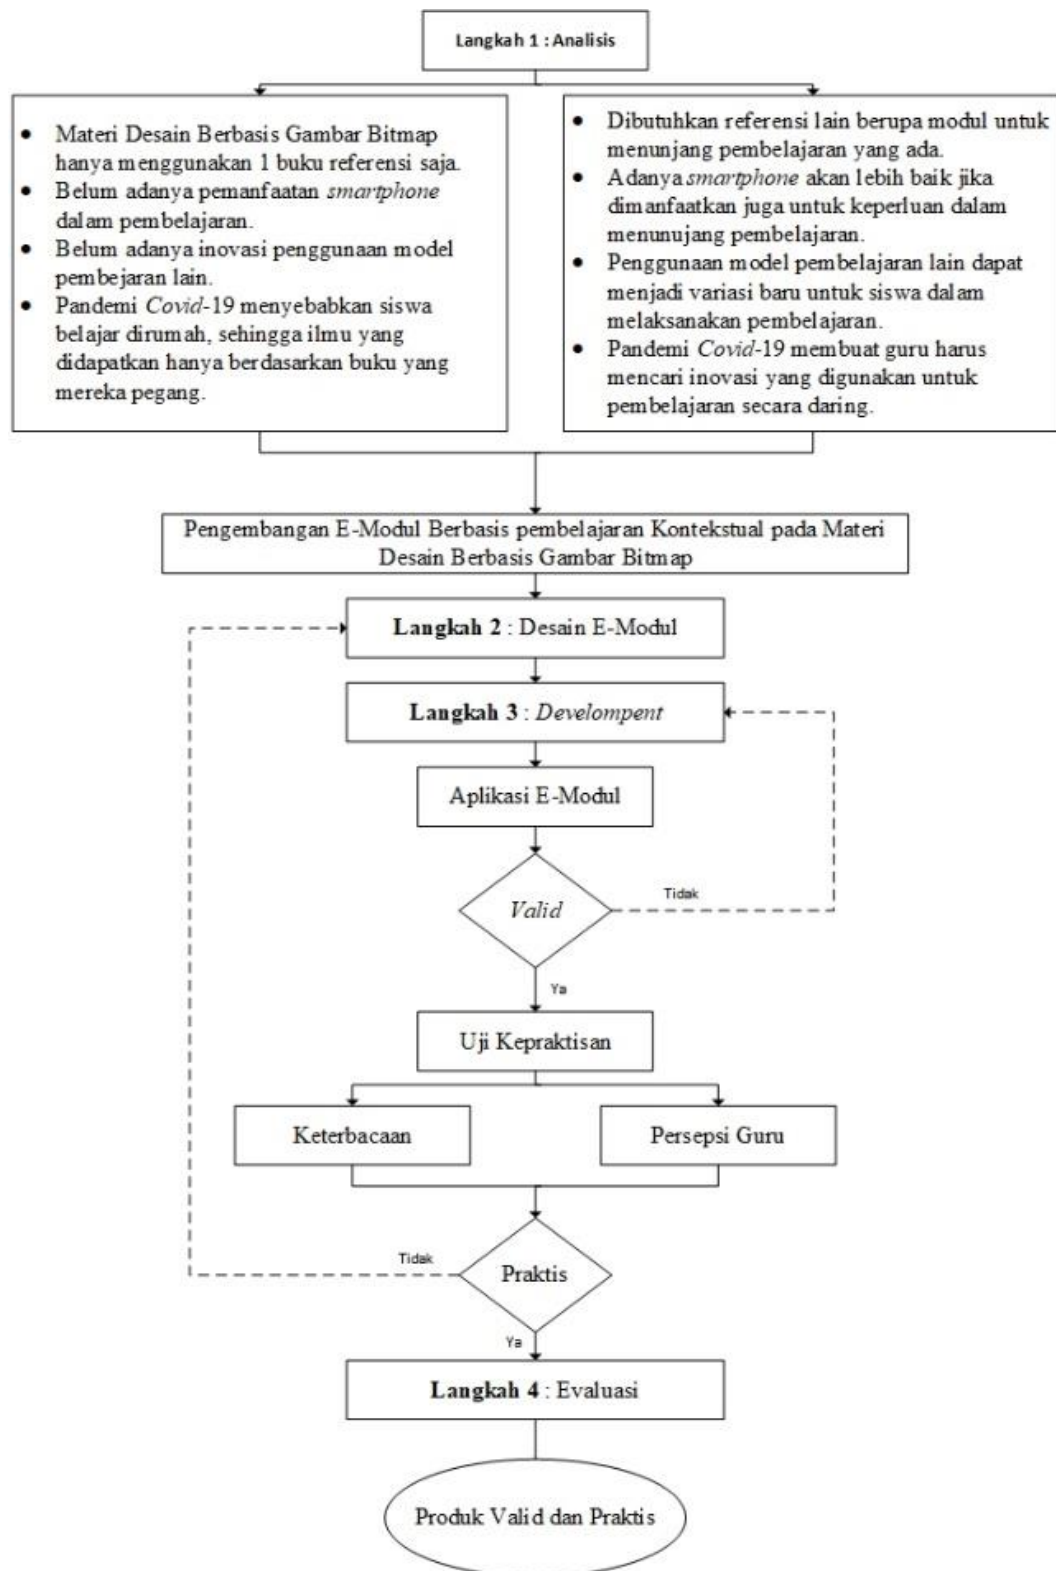 Langkah 1 : Analisis
• Materi Desain Berbasis Gambar Bitmap
hanya menggunakan 1 buku referensi saja.
• Belum adanya pemanfaatan smartphone
dalam pembelajaran.
• Belum adanya inovasi penggunaan model
pembejaran lain.
• Pandemi Covid-19 menyebabkan siswa
belajar dirumah, sehingga ilmu yang
didapatkan hanya berdasarkan buku yang
mereka pegang.
• Dibutuhkan referensi lain berupa modul untuk
menunjang pembelajaran yang ada.
• Adanya smartphone akan lebih baik jika
dimanfaatkan juga untuk keperluan dalam
menunujang pembelajaran.
• Penggunaan model pembelajaran lain dapat
menjadi variasi baru untuk siswa dalam
melaksanakan pembelajaran.
• Pandemi Covid-19 membuat guru harus
mencari inovasi yang digunakan untuk
pembelajaran secara daring.
Pengembangan E-Modul Berbasis pembelajaran Kontekstual pada Materi
Desain Berbasis Gambar Bitmap
Langkah 2 : Desain E-Modul
Langkah 3 : Develompent
Aplikasi E-Modul
Valid
Tidak
Ya
Uji Kepraktisan
Keterbacaan
Persepsi Guru
Tidak
Praktis
Ya
Langkah 4 : Evaluasi
Produk Valid dan Praktis